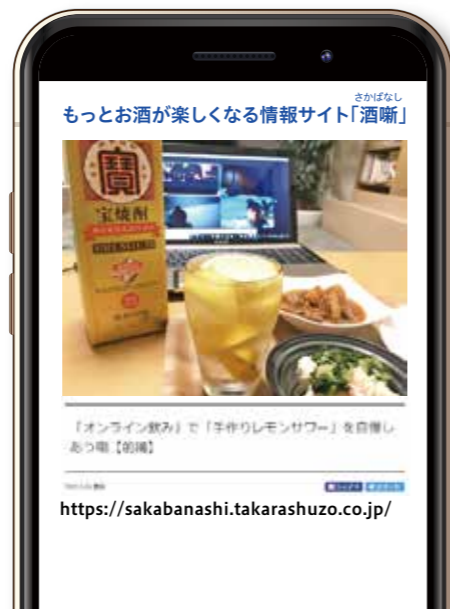 さかばなし
もっとお酒が楽しくなる情報サイト「酒噺」
寶
宝焼酎
「オンライン飲み」で「手作りレモンサワー」を自慢し
あう噺【前編】
https://sakabanashi.takarashuzo.co.jp/